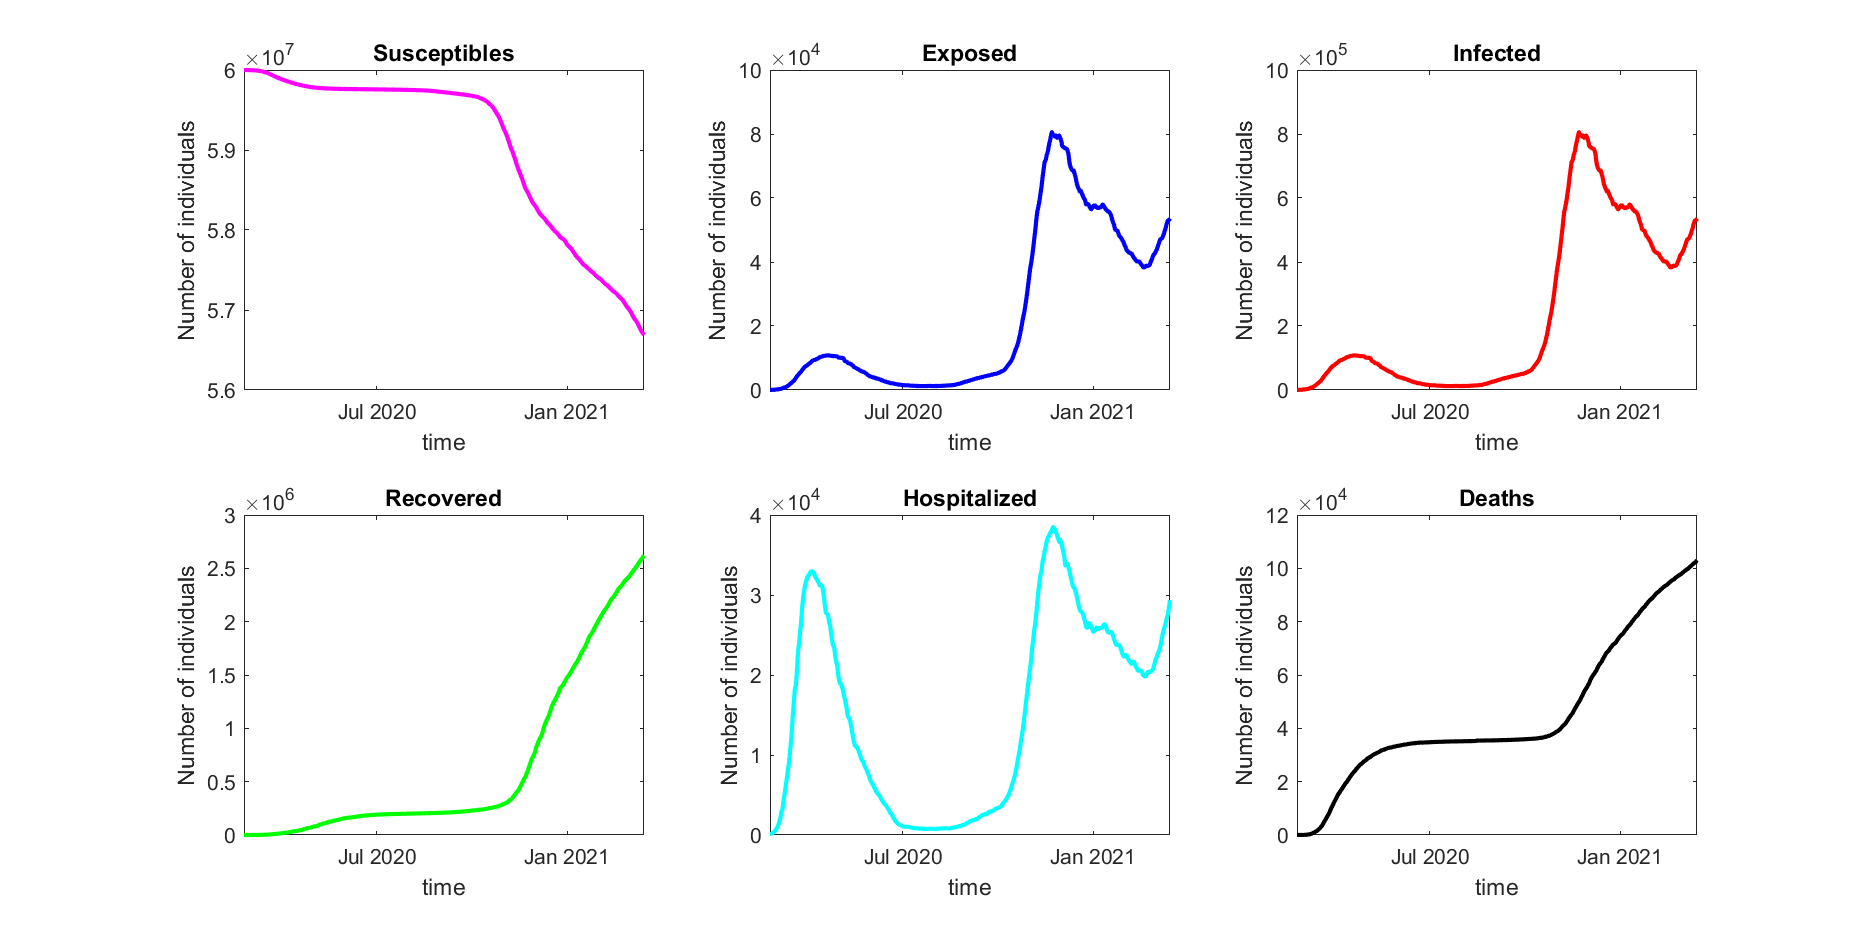 Susceptibles
×10^7
6
5.9
5.8
5.7
5.6
Number of individuals
Jul 2020
Jan 2021
time
Exposed
×10^4
10
8
6
4
2
0
Number of individuals
Jul 2020
Jan 2021
time
Infected
×10^5
10
8
6
4
2
0
Number of individuals
Jul 2020
Jan 2021
time
Recovered
×10^6
3
2.5
2
1.5
1
0.5
0
Number of individuals
Jul 2020
Jan 2021
time
Hospitalized
×10^4
4
3
2
1
0
Number of individuals
Jul 2020
Jan 2021
time
Deaths
×10^4
12
10
8
6
4
2
0
Number of individuals
Jul 2020
Jan 2021
time